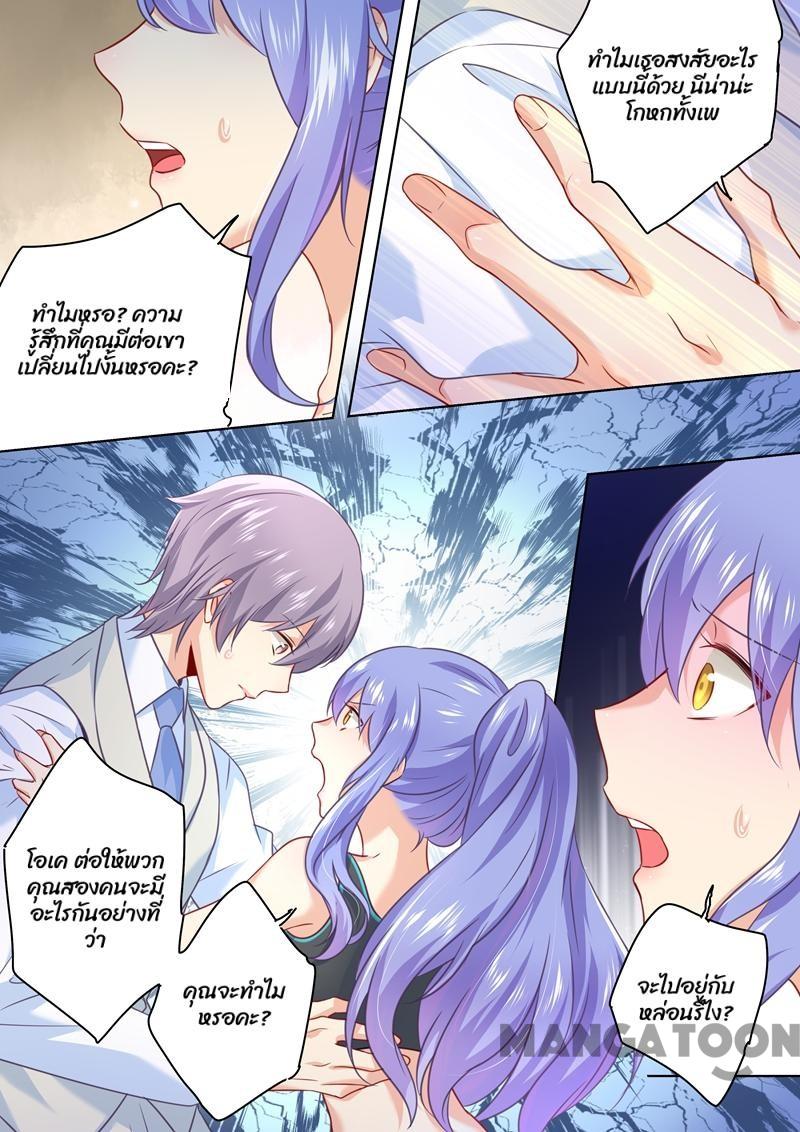 ทำไมเธอสงสัยอะไร
แบบนี้ด้วย นีน่าน่ะ
โกหกทั้งเพ
ทำไมหรอ? ความ
รู้สึกที่คุณมีต่อเขา
เปลี่ยนไปงั้นหรอคะ?
โอเค ต่อให้พวก
คุณสองคนจะมี
อะไรกันอย่างที่
ว่า
คุณจะทำไม
หรอคะ?
จะไปอยู่กับ
หล่อนรึไง?
MANGATOON